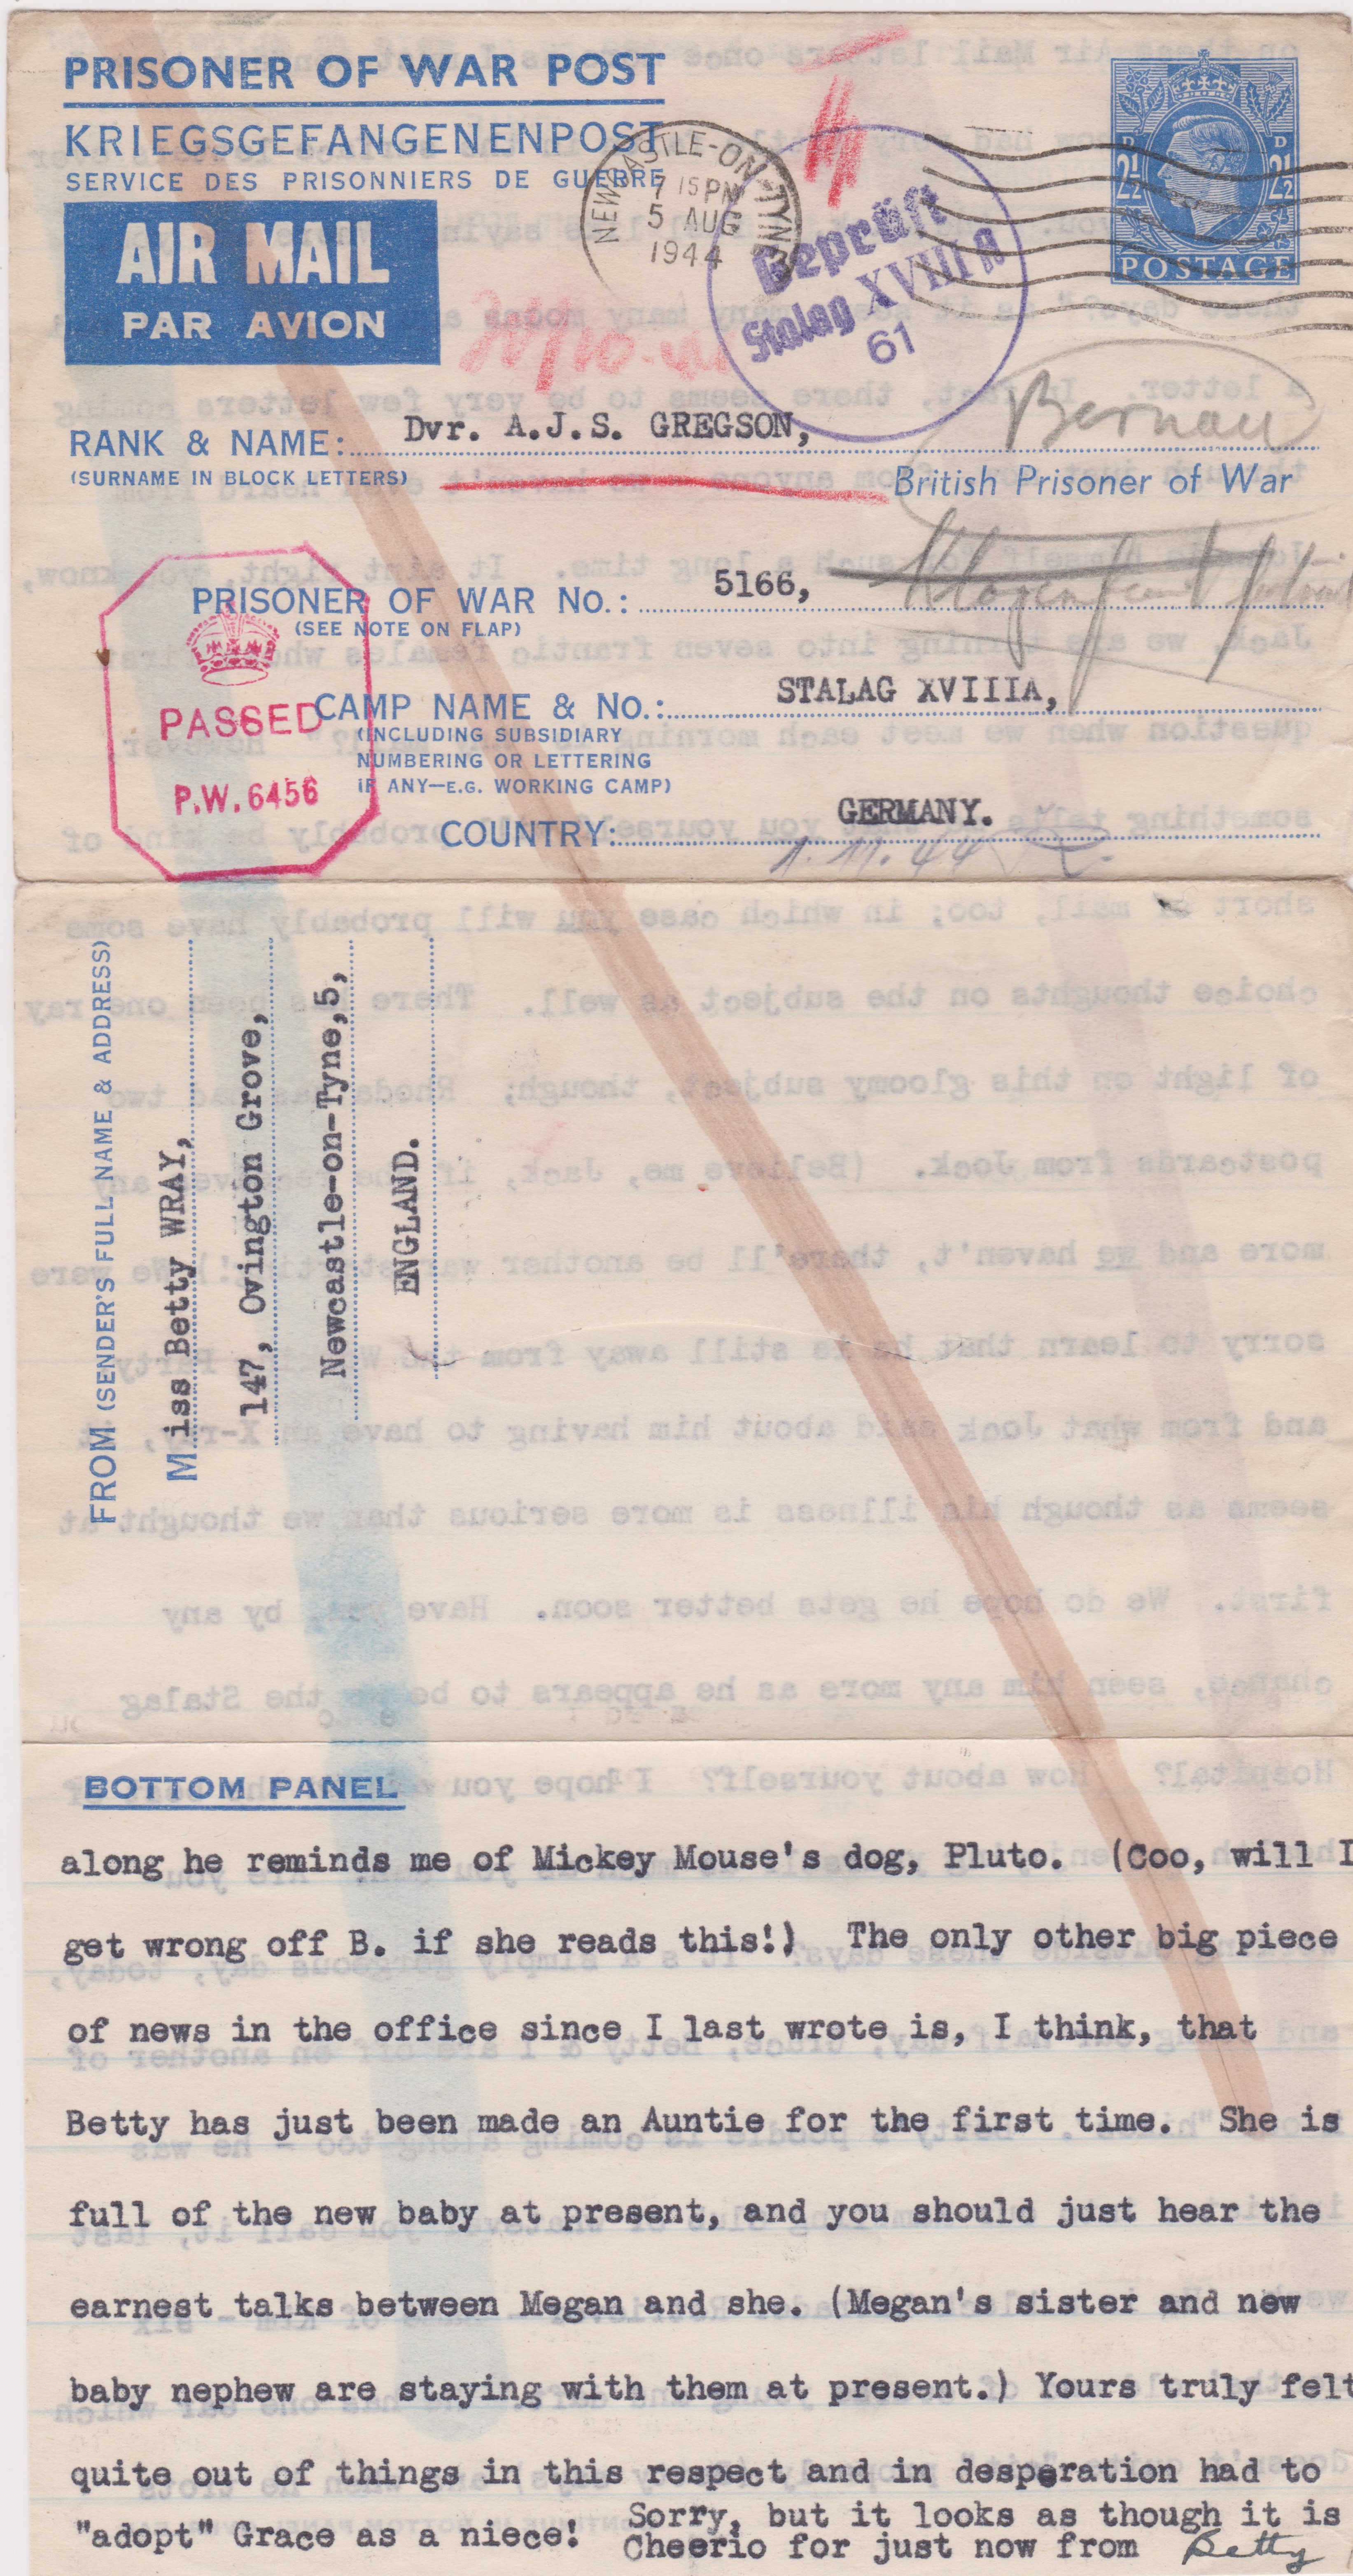 PRISONER OF WAR POST
KRIEGSGEFANGENENPOST
SERVICE DES PRISONNIERS DE GUERRE
AIR MAIL
PAR AVION
NEWCASTLE-ON-TYNE
7 15 PM
5 AUG
1944
Geprüft
Stalag XVIII A
61
D D
2½ 2½
POSTAGE
Bernau
RANK & NAME: Dvr. A.J.S. GREGSON,
(SURNAME IN BLOCK LETTERS)
British Prisoner of War
PRISONER OF WAR No.: 5166,
(SEE NOTE ON FLAP)
PASSED
P.W. 6456
CAMP NAME & No.: STALAG XVIIIA,
(INCLUDING SUBSIDIARY
NUMBERING OR LETTERING
IF ANY—E.G. WORKING CAMP)
COUNTRY: GERMANY.
1. 11. 44
FROM (SENDER'S FULL NAME & ADDRESS)
Miss Betty WRAY,
147, Ovington Grove,
Newcastle-on-Tyne,5,
ENGLAND.
BOTTOM PANEL
along he reminds me of Mickey Mouse's dog, Pluto. (Coo, will I
get wrong off B. if she reads this!) The only other big piece
of news in the office since I last wrote is, I think, that
Betty has just been made an Auntie for the first time. She is
full of the new baby at present, and you should just hear the
earnest talks between Megan and she. (Megan's sister and new
baby nephew are staying with them at present.) Yours truly felt
quite out of things in this respect and in desperation had to
"adopt" Grace as a niece! Sorry, but it looks as though it is
Cheerio for just now from Betty